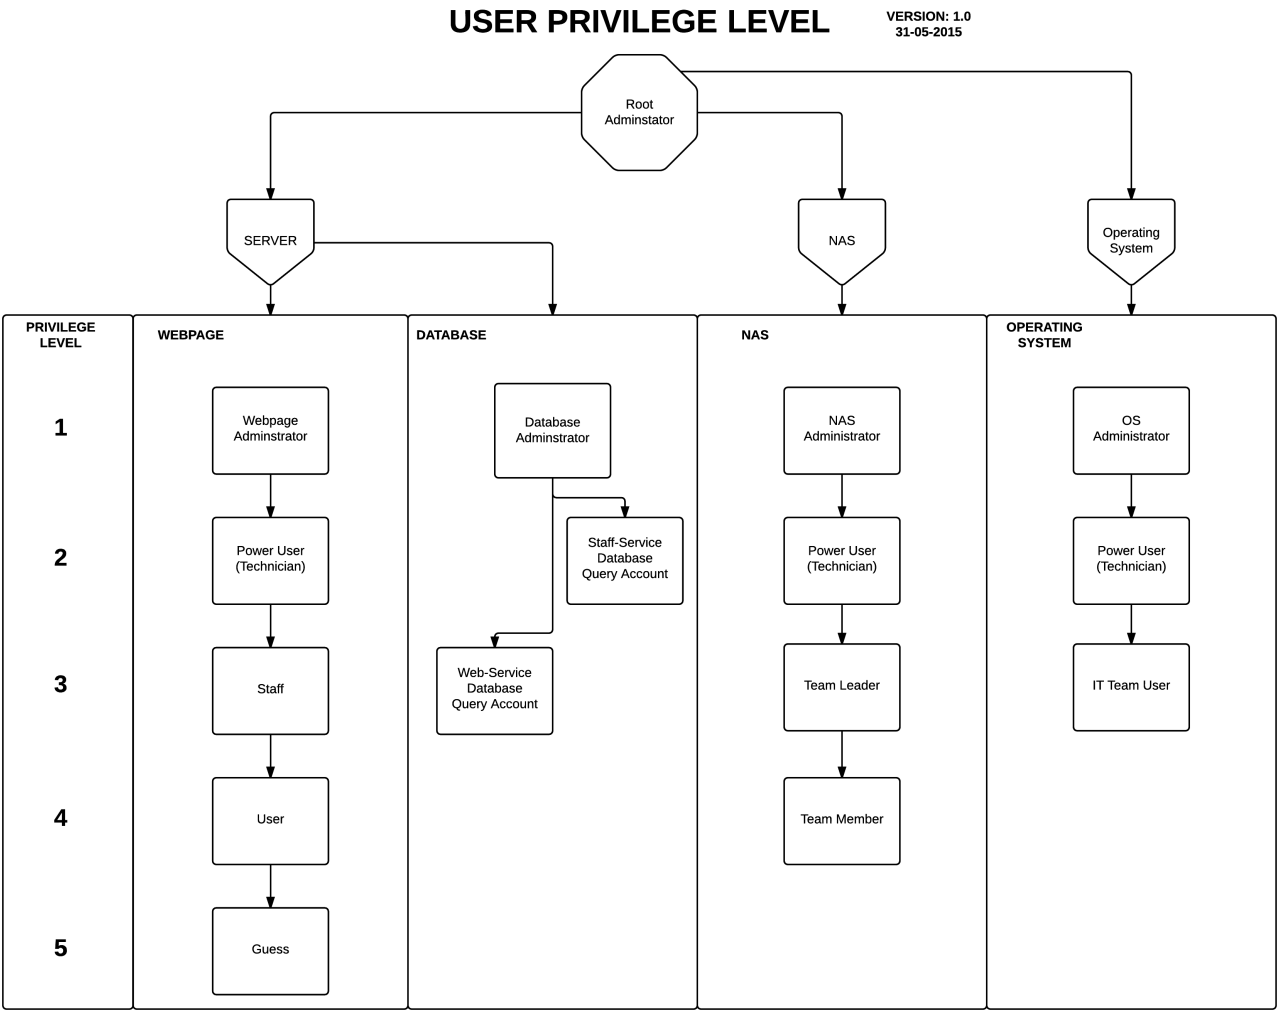 USER PRIVILEGE LEVEL
VERSION: 1.0
31-05-2015
Root
Adminstator
SERVER
NAS
Operating
System
PRIVILEGE
LEVEL
WEBPAGE
DATABASE
NAS
OPERATING
SYSTEM
1
Webpage
Adminstrator
Database
Adminstrator
NAS
Administrator
OS
Administrator
2
Power User
(Technician)
Staff-Service
Database
Query Account
Power User
(Technician)
Power User
(Technician)
3
Staff
Web-Service
Database
Query Account
Team Leader
IT Team User
4
User
Team Member
5
Guess